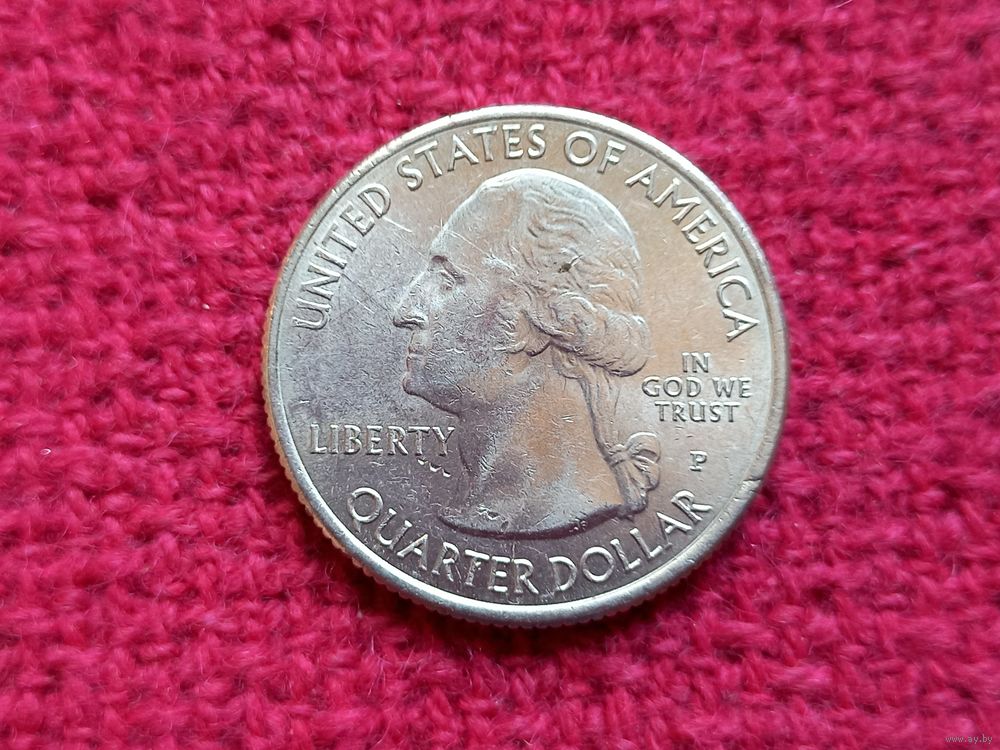 UNITED STATES OF AMERICA
IN
GOD WE
TRUST
LIBERTY
P
QUARTER DOLLAR
www.ay.by